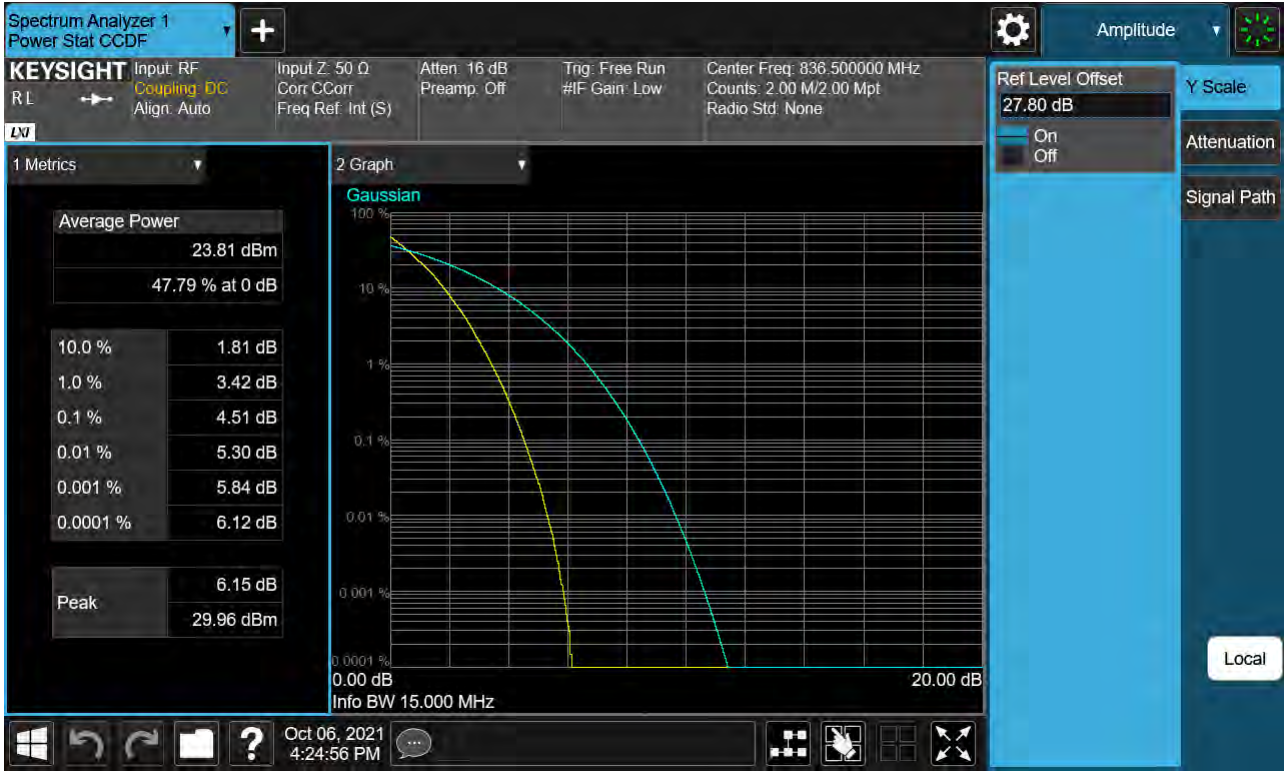 Spectrum Analyzer 1
Power Stat CCDF
Amplitude
KEYSIGHT
R L
LXI
Input: RF
Coupling: DC
Align: Auto
Input Z: 50 Ω
Corr CCorr
Freq Ref: Int (S)
Atten: 16 dB
Preamp: Off
Trig: Free Run
#IF Gain: Low
Center Freq: 836.500000 MHz
Counts: 2.00 M/2.00 Mpt
Radio Std: None
Ref Level Offset
27.80 dB
On
Off
Y Scale
Attenuation
Signal Path
Local
1 Metrics
Average Power
23.81 dBm
47.79 % at 0 dB
10.0 % 1.81 dB
1.0 % 3.42 dB
0.1 % 4.51 dB
0.01 % 5.30 dB
0.001 % 5.84 dB
0.0001 % 6.12 dB
Peak
6.15 dB
29.96 dBm
2 Graph
Gaussian
100 %
10 %
1 %
0.1 %
0.01 %
0.001 %
0.0001 %
0.00 dB 20.00 dB
Info BW 15.000 MHz
?
Oct 06, 2021
4:24:56 PM